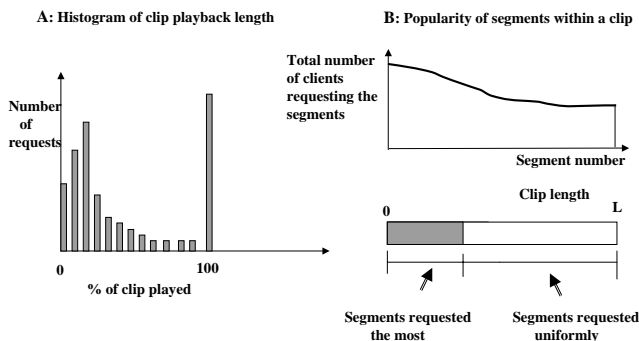 A: Histogram of clip playback length
Number
of
requests
0
100
% of clip played
B: Popularity of segments within a clip
Total number
of clients
requesting the
segments
Segment number
Clip length
0
L
Segments requested
the most
Segments requested
uniformly